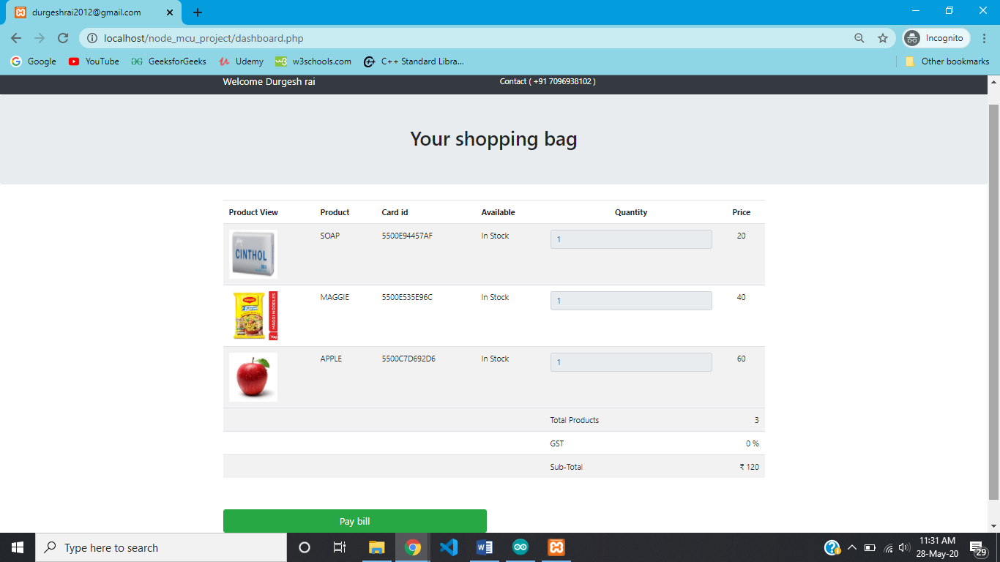 durgeshrai2012@gmail.com
localhost/node_mcu_project/dashboard.php
Incognito
Google YouTube GeeksforGeeks Udemy w3schools.com C++ Standard Libra... Other bookmarks
Welcome Durgesh rai Contact ( +91 7096938102 )
Your shopping bag
Product View Product Card id Available Quantity Price
CINTHOL
SOAP 5500E94457AF In Stock 1 20
MAGGI NOODLES
MAGGIE 5500E535E96C In Stock 1 40
APPLE 5500C7D692D6 In Stock 1 60
Total Products 3
GST 0 %
Sub-Total ₹ 120
Pay bill
Type here to search
11:31 AM
28-May-20
29